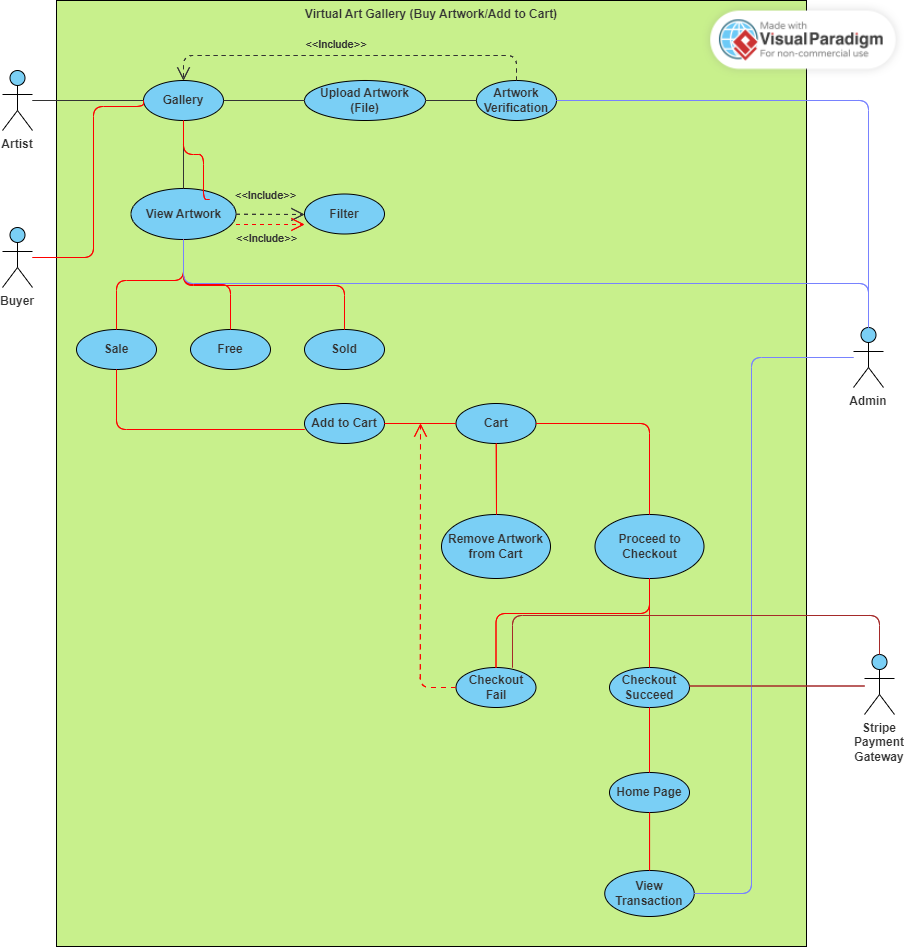 Virtual Art Gallery (Buy Artwork/Add to Cart)
Made with
VisualParadigm
For non-commercial use
<<Include>>
Gallery
Upload Artwork
(File)
Artwork
Verification
Artist
<<Include>>
View Artwork
Filter
<<Include>>
Buyer
Sale
Free
Sold
Admin
Add to Cart
Cart
Remove Artwork
from Cart
Proceed to
Checkout
Checkout
Fail
Checkout
Succeed
Stripe
Payment
Gateway
Home Page
View
Transaction